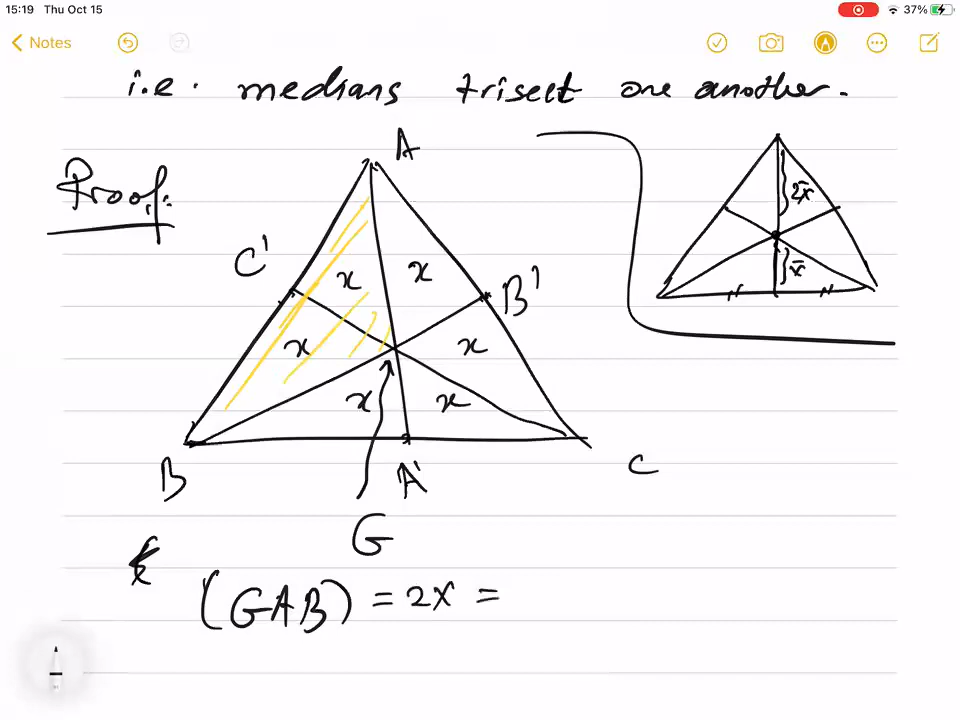 15:19 Thu Oct 15
37%
Notes
i.e. medians trisect one another.
Proof:
A
C'
B'
x
x
x
x
x
x
B
A'
C
G
2x̄
x̄
(GAB) = 2x =